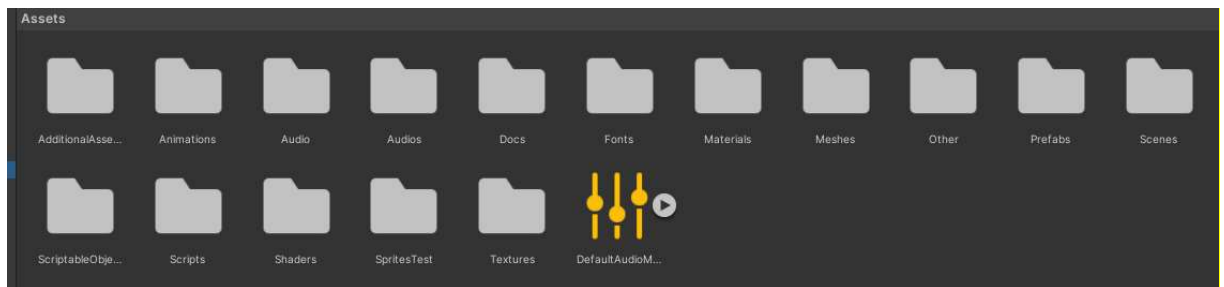 Assets
AdditionalAsse... Animations Audio Audios Docs Fonts Materials Meshes Other Prefabs Scenes
ScriptableObje... Scripts Shaders SpritesTest Textures DefaultAudioM...